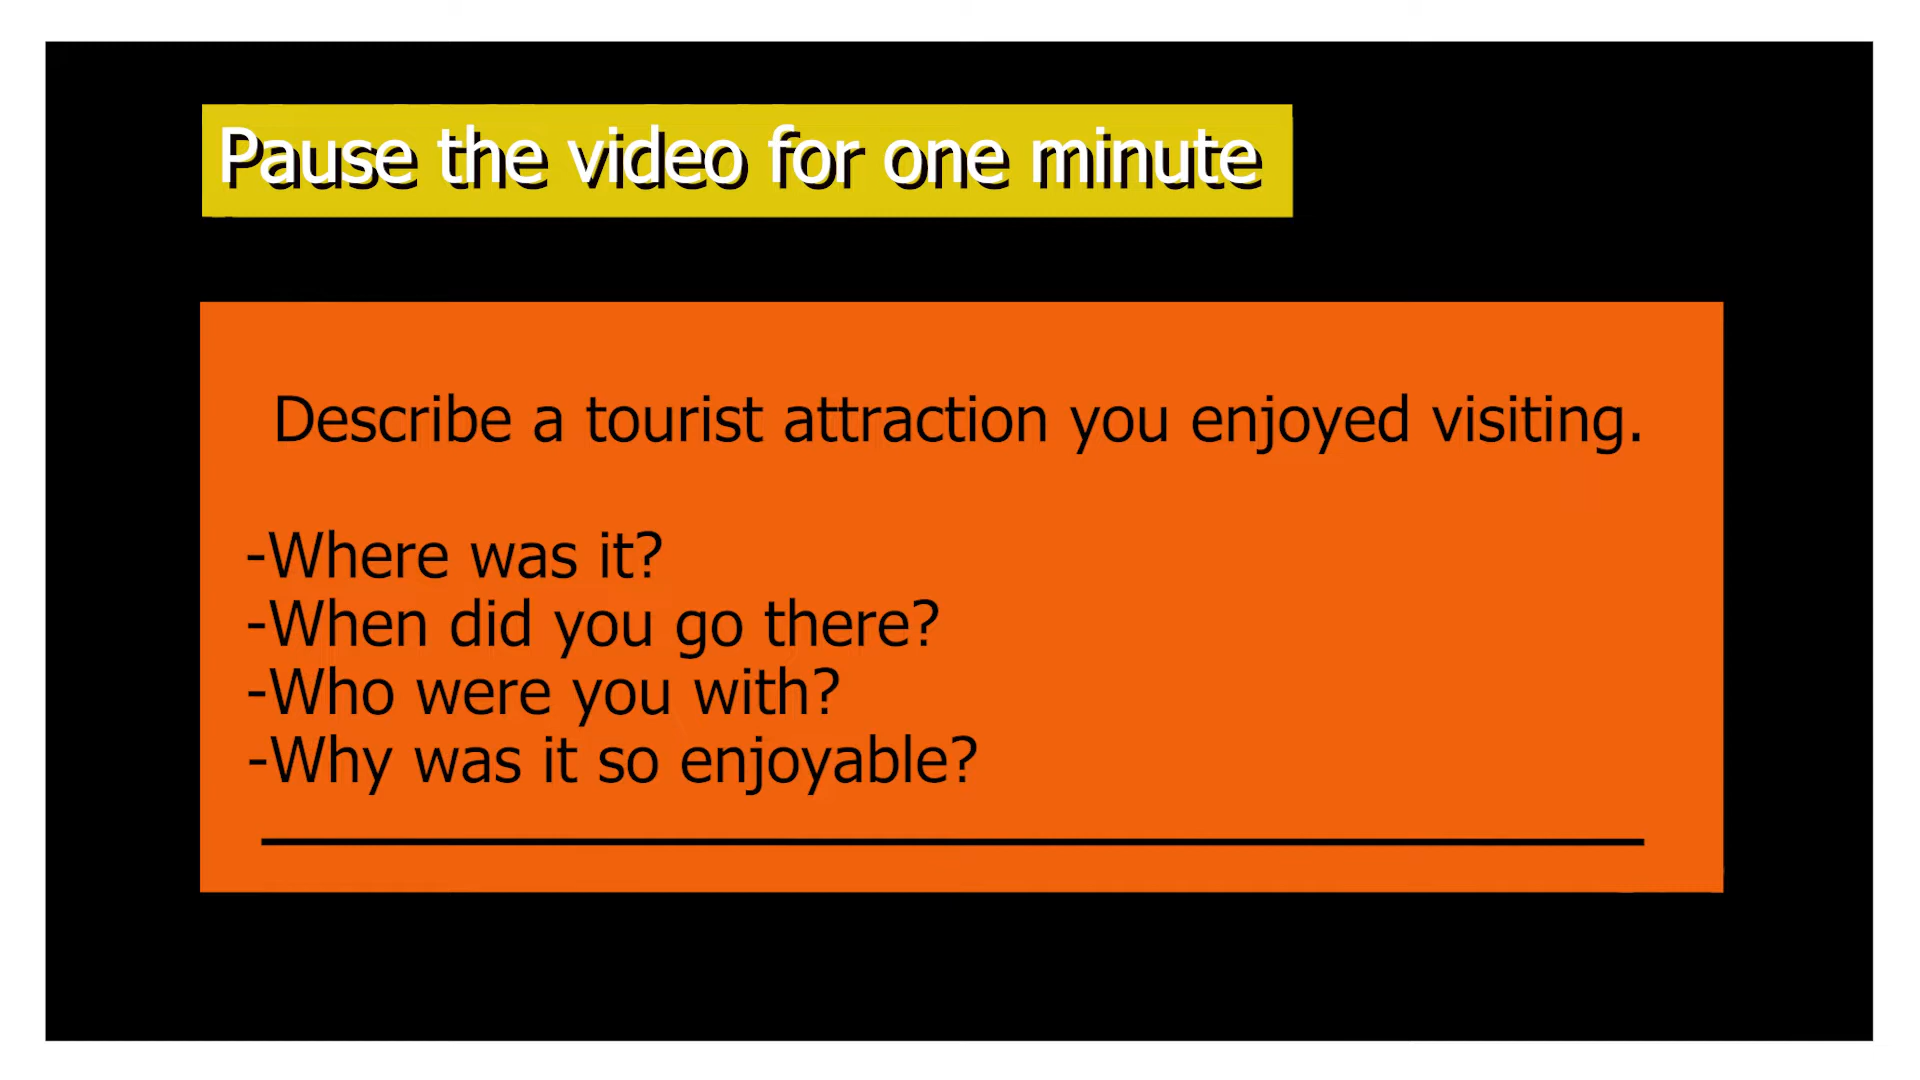 Pause the video for one minute
Describe a tourist attraction you enjoyed visiting.
-Where was it?
-When did you go there?
-Who were you with?
-Why was it so enjoyable?